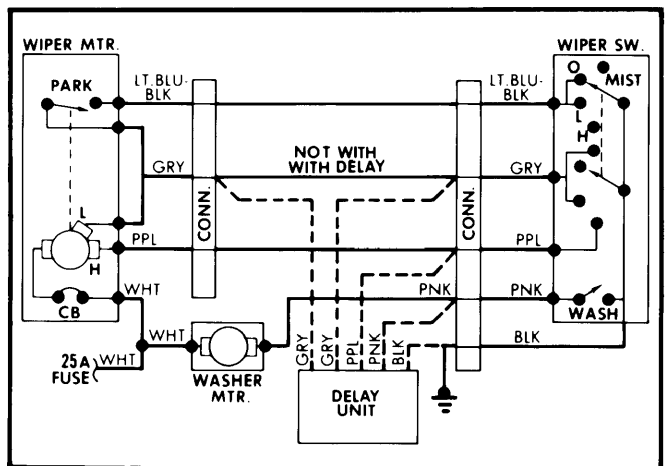 WIPER MTR.
WIPER SW.
PARK
LT.BLU-
BLK
LT.BLU-
BLK
O
MIST
L
H
NOT WITH
WITH DELAY
GRY
GRY
CONN.
CONN.
L
H
PPL
PPL
WHT
PNK
PNK
CB
WASH
WHT
BLK
25A
FUSE
WHT
WASHER
MTR.
GRY
GRY
PPL
PNK
BLK
DELAY
UNIT